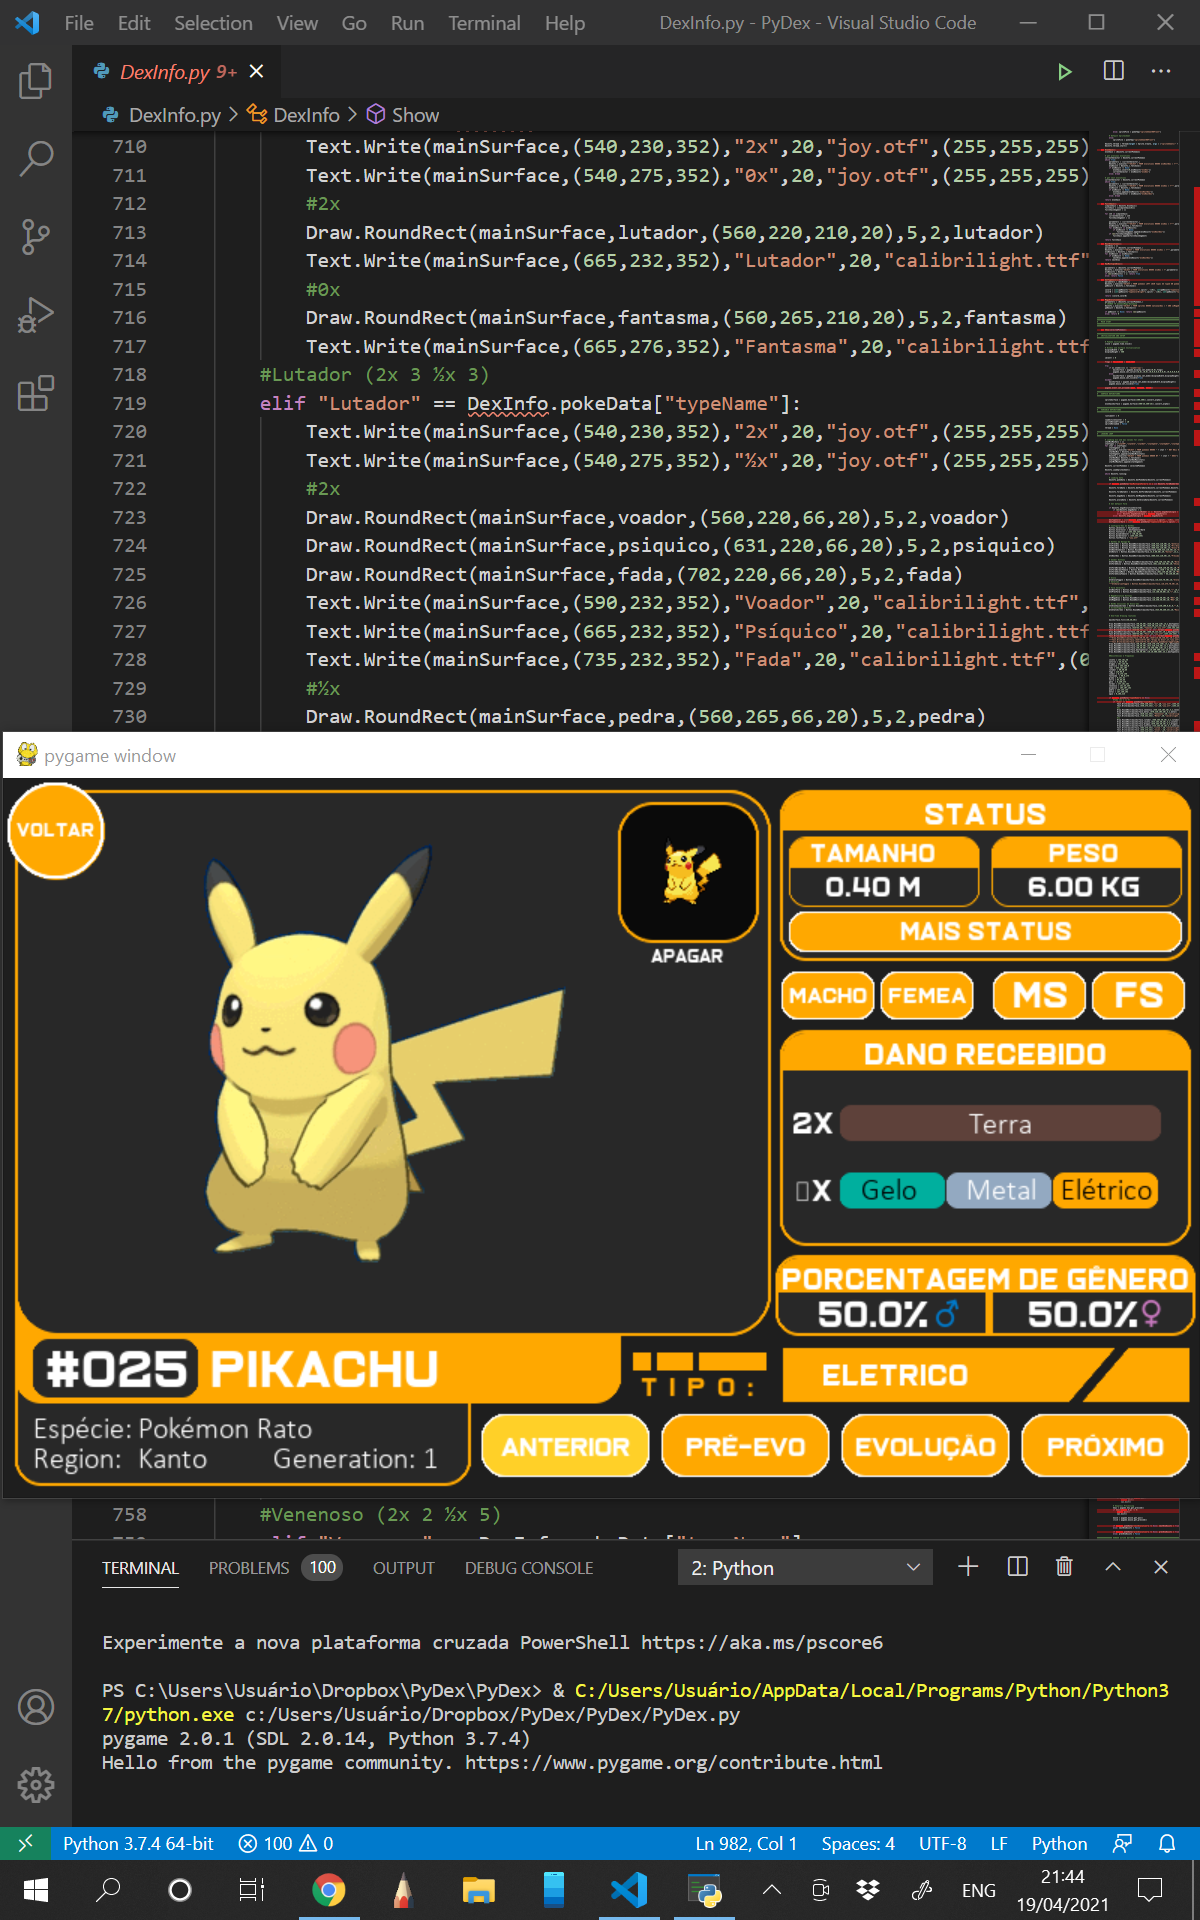 File Edit Selection View Go Run Terminal Help DexInfo.py - PyDex - Visual Studio Code
DexInfo.py 9+
DexInfo.py > DexInfo > Show
710 Text.Write(mainSurface,(540,230,352),"2x",20,"joy.otf",(255,255,255)
711 Text.Write(mainSurface,(540,275,352),"0x",20,"joy.otf",(255,255,255)
712 #2x
713 Draw.RoundRect(mainSurface,lutador,(560,220,210,20),5,2,lutador)
714 Text.Write(mainSurface,(665,232,352),"Lutador",20,"calibrilight.ttf"
715 #0x
716 Draw.RoundRect(mainSurface,fantasma,(560,265,210,20),5,2,fantasma)
717 Text.Write(mainSurface,(665,276,352),"Fantasma",20,"calibrilight.ttf
718 #Lutador (2x 3 ½x 3)
719 elif "Lutador" == DexInfo.pokeData["typeName"]:
720 Text.Write(mainSurface,(540,230,352),"2x",20,"joy.otf",(255,255,255)
721 Text.Write(mainSurface,(540,275,352),"½x",20,"joy.otf",(255,255,255)
722 #2x
723 Draw.RoundRect(mainSurface,voador,(560,220,66,20),5,2,voador)
724 Draw.RoundRect(mainSurface,psiquico,(631,220,66,20),5,2,psiquico)
725 Draw.RoundRect(mainSurface,fada,(702,220,66,20),5,2,fada)
726 Text.Write(mainSurface,(590,232,352),"Voador",20,"calibrilight.ttf",
727 Text.Write(mainSurface,(665,232,352),"Psíquico",20,"calibrilight.ttf
728 Text.Write(mainSurface,(735,232,352),"Fada",20,"calibrilight.ttf",(0
729 #½x
730 Draw.RoundRect(mainSurface,pedra,(560,265,66,20),5,2,pedra)
pygame window
VOLTAR
APAGAR
STATUS
TAMANHO PESO
0.40 M 6.00 KG
MAIS STATUS
MACHO FEMEA MS FS
DANO RECEBIDO
2X Terra
▯X Gelo Metal Elétrico
PORCENTAGEM DE GÊNERO
50.0%♂ 50.0%♀
#025 PIKACHU TIPO: ELETRICO
Espécie: Pokémon Rato
Region: Kanto Generation: 1
ANTERIOR PRÉ-EVO EVOLUÇÃO PRÓXIMO
758 #Venenoso (2x 2 ½x 5)
TERMINAL PROBLEMS 100 OUTPUT DEBUG CONSOLE 2: Python
Experimente a nova plataforma cruzada PowerShell https://aka.ms/pscore6
PS C:\Users\Usuário\Dropbox\PyDex\PyDex> & C:/Users/Usuário/AppData/Local/Programs/Python/Python3
7/python.exe c:/Users/Usuário/Dropbox/PyDex/PyDex/PyDex.py
pygame 2.0.1 (SDL 2.0.14, Python 3.7.4)
Hello from the pygame community. https://www.pygame.org/contribute.html
Python 3.7.4 64-bit 100 0 Ln 982, Col 1 Spaces: 4 UTF-8 LF Python
ENG 21:44
19/04/2021